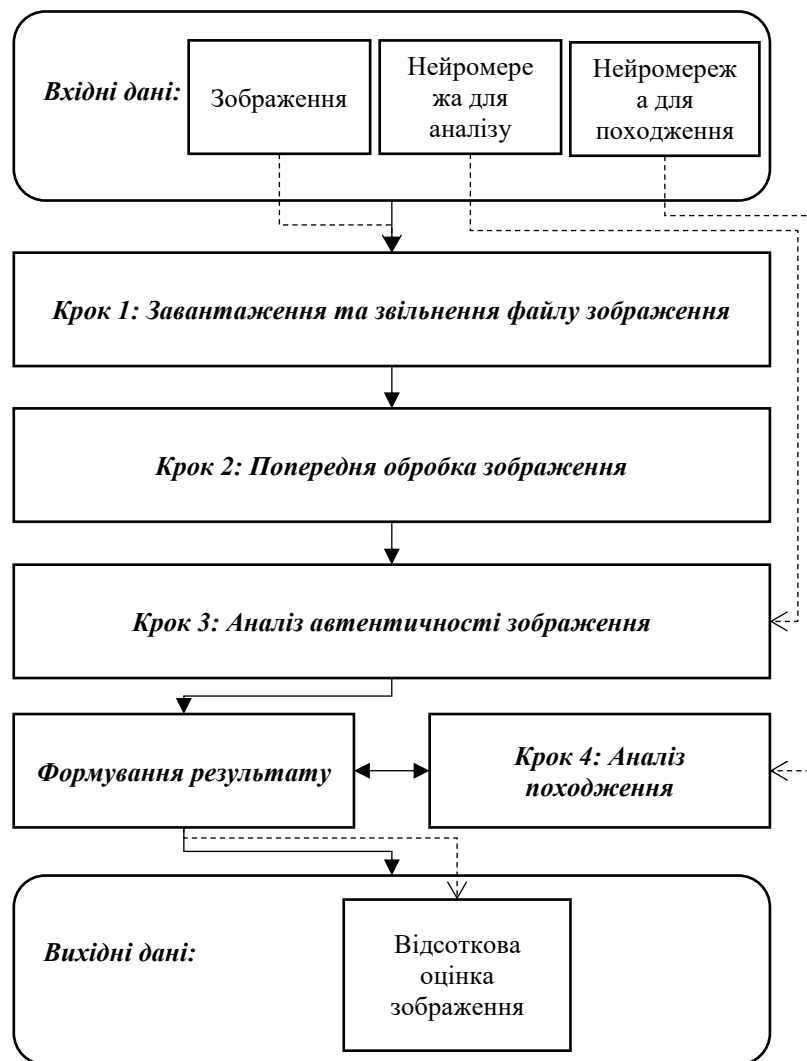 Вхідні дані:
Зображення
Нейромере
жа для
аналізу
Нейромереж
а для
походження
Крок 1: Завантаження та звільнення файлу зображення
Крок 2: Попередня обробка зображення
Крок 3: Аналіз автентичності зображення
Формування результату
Крок 4: Аналіз
походження
Вихідні дані:
Відсоткова
оцінка
зображення